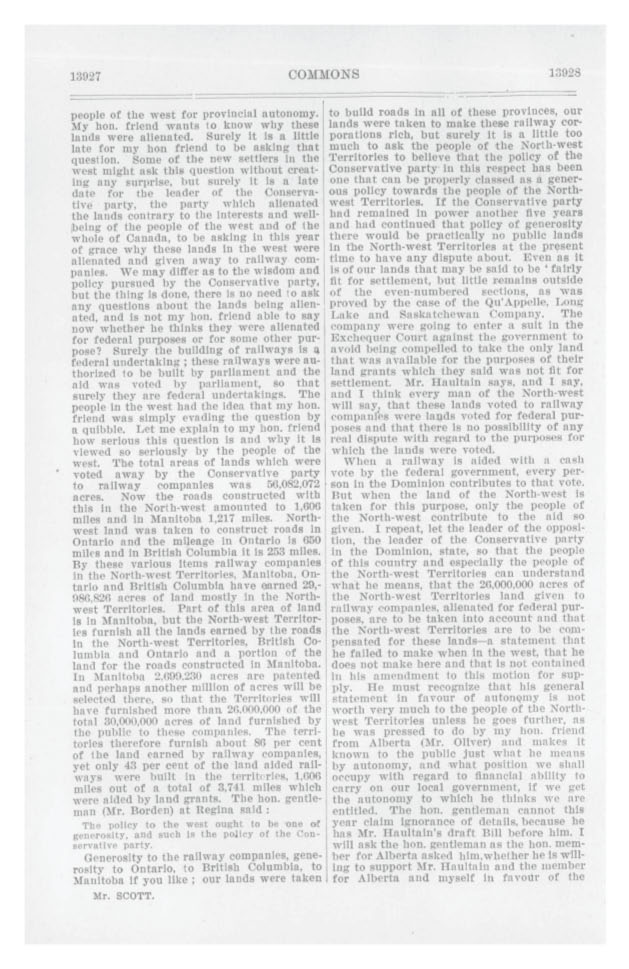 13927
COMMONS
13928
people of the west for provincial autonomy.
My hon. friend wants to know why these
lands were alienated. Surely it is a little
late for my hon friend to be asking that
question. Some of the new settlers in the
west might ask this question without creat-
ing any surprise, but surely it is a late
date for the leader of the Conserva-
tive party, the party which alienated
the lands contrary to the interests and well-
being of the people of the west and of the
whole of Canada, to be asking in this year
of grace why these lands in the west were
alienated and given away to railway com-
panies. We may differ as to the wisdom and
policy pursued by the Conservative party,
but the thing is done, there is no need to ask
any questions about the lands being alien-
ated, and is not my hon. friend able to say
now whether he thinks they were alienated
for federal purposes or for some other pur-
pose? Surely the building of railways is a
federal undertaking ; these railways were au-
thorized to be built by parliament and the
aid was voted by parliament, so that
surely they are federal undertakings. The
people in the west had the idea that my hon.
friend was simply evading the question by
a quibble. Let me explain to my hon. friend
how serious this question is and why it is
viewed so seriously by the people of the
west. The total areas of lands which were
voted away by the Conservative party
to railway companies was 56,082,072
acres. Now the roads constructed with
this in the North-west amounted to 1,606
miles and in Manitoba 1,217 miles. North-
west land was taken to construct roads in
Ontario and the mileage in Ontario is 650
miles and in British Columbia it is 253 miles.
By these various items railway companies
in the North-west Territories, Manitoba, On-
tario and British Columbia have earned 29,-
986,826 acres of land mostly in the North-
west Territories. Part of this area of land
is in Manitoba, but the North-west Territor-
ies furnish all the lands earned by the roads
in the North-west Territories, British Co-
lumbia and Ontario and a portion of the
land for the roads constructed in Manitoba.
In Manitoba 2,699,230 acres are patented
and perhaps another million of acres will be
selected there, so that the Territories will
have furnished more than 26,000,000 of the
total 30,000,000 acres of land furnished by
the public to these companies. The terri-
tories therefore furnish about 86 per cent
of the land earned by railway companies,
yet only 43 per cent of the land aided rail-
ways were built in the territories, 1,606
miles out of a total of 3,741 miles which
were aided by land grants. The hon. gentle-
man (Mr. Borden) at Regina said :
The policy to the west ought to be one of
generosity, and such is the policy of the Con-
servative party.
Generosity to the railway companies, gene-
rosity to Ontario, to British Columbia, to
Manitoba if you like ; our lands were taken
Mr. SCOTT.
to build roads in all of these provinces, our
lands were taken to make these railway cor-
porations rich, but surely it is a little too
much to ask the people of the North-west
Territories to believe that the policy of the
Conservative party in this respect has been
one that can be properly classed as a gener-
ous policy towards the people of the North-
west Territories. If the Conservative party
had remained in power another five years
and had continued that policy of generosity
there would be practically no public lands
in the North-west Territories at the present
time to have any dispute about. Even as it
is of our lands that may be said to be ' fairly
fit for settlement, but little remains outside
of the even-numbered sections, as was
proved by the case of the Qu'Appelle, Long
Lake and Saskatchewan Company. The
company were going to enter a suit in the
Exchequer Court against the government to
avoid being compelled to take the only land
that was available for the purposes of their
land grants which they said was not fit for
settlement. Mr. Haultain says, and I say,
and I think every man of the North-west
will say, that these lands voted to railway
companies were lands voted for federal pur-
poses and that there is no possibility of any
real dispute with regard to the purposes for
which the lands were voted.
When a railway is aided with a cash
vote by the federal government, every per-
son in the Dominion contributes to that vote.
But when the land of the North-west is
taken for this purpose, only the people of
the North-west contribute to the aid so
given. I repeat, let the leader of the opposi-
tion, the leader of the Conservative party
in the Dominion, state, so that the people
of this country and especially the people of
the North-west Territories can understand
what he means, that the 26,000,000 acres of
the North-west Territories land given to
railway companies, alienated for federal pur-
poses, are to be taken into account and that
the North-west Territories are to be com-
pensated for these lands—a statement that
he failed to make when in the west, that he
does not make here and that is not contained
in his amendment to this motion for sup-
ply. He must recognize that his general
statement in favour of autonomy is not
worth very much to the people of the North-
west Territories unless he goes further, as
he was pressed to do by my hon. friend
from Alberta (Mr. Oliver) and makes it
known to the public just what he means
by autonomy, and what position we shall
occupy with regard to financial ability to
carry on our local government, if we get
the autonomy to which he thinks we are
entitled. The hon. gentleman cannot this
year claim ignorance of details, because he
has Mr. Haultain's draft Bill before him. I
will ask the hon. gentleman as the hon. mem-
ber for Alberta asked him, whether he is will-
ing to support Mr. Haultain and the member
for Alberta and myself in favour of the